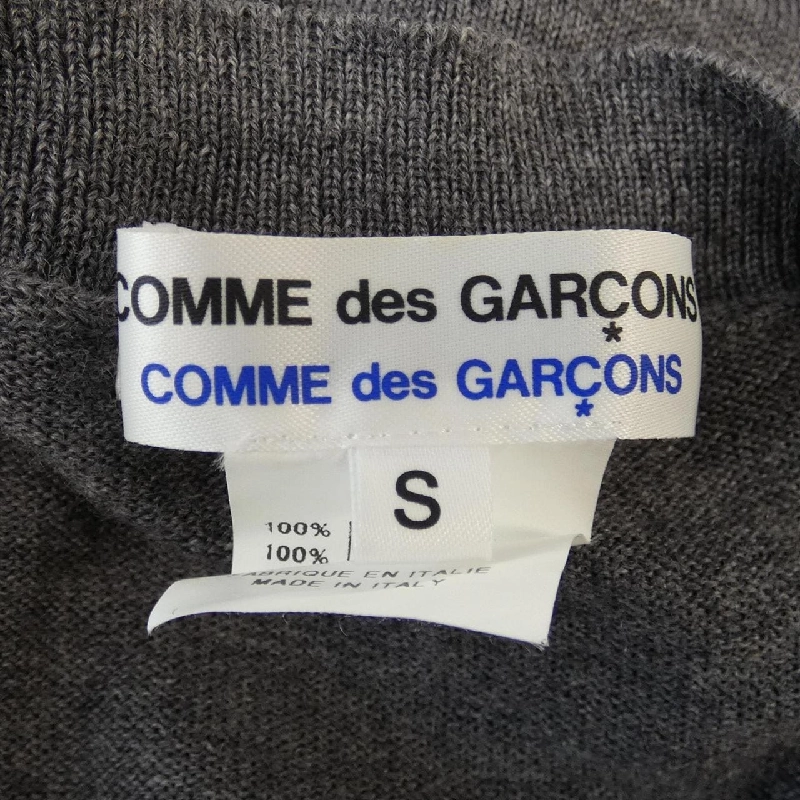 COMME des GARÇONS
COMME des GARÇONS
S
100%
100%
FABRIQUE EN ITALIE
MADE IN ITALY